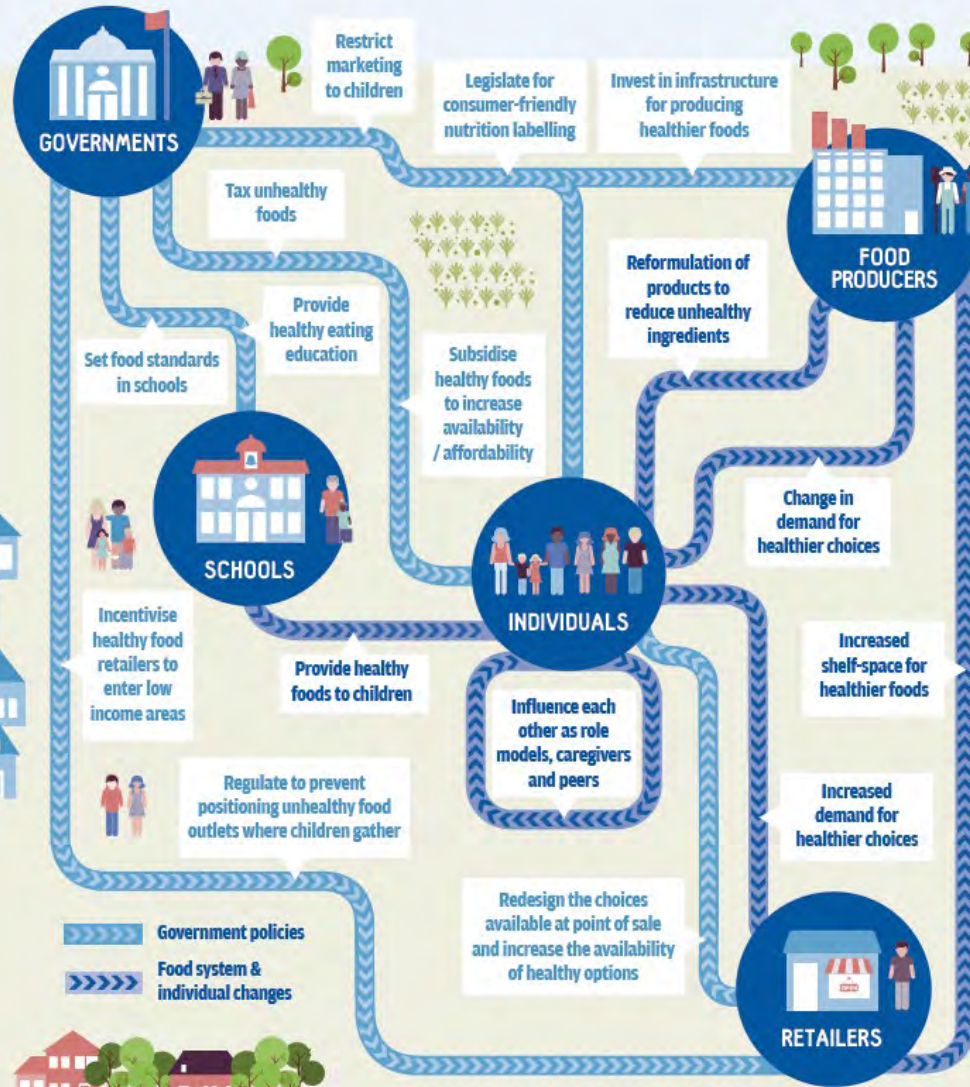 GOVERNMENTS
Restrict
marketing
to children
Legislate for
consumer-friendly
nutrition labelling
Invest in infrastructure
for producing
healthier foods
FOOD
PRODUCERS
Tax unhealthy
foods
Provide
healthy eating
education
Set food standards
in schools
Subsidise
healthy foods
to increase
availability
/ affordability
Reformulation of
products to
reduce unhealthy
ingredients
Change in
demand for
healthier choices
SCHOOLS
INDIVIDUALS
Incentivise
healthy food
retailers to
enter low
income areas
Provide healthy
foods to children
Influence each
other as role
models, caregivers
and peers
Increased
shelf-space for
healthier foods
Regulate to prevent
positioning unhealthy food
outlets where children gather
Increased
demand for
healthier choices
Redesign the choices
available at point of sale
and increase the availability
of healthy options
Government policies
Food system &
individual changes
OPEN
RETAILERS